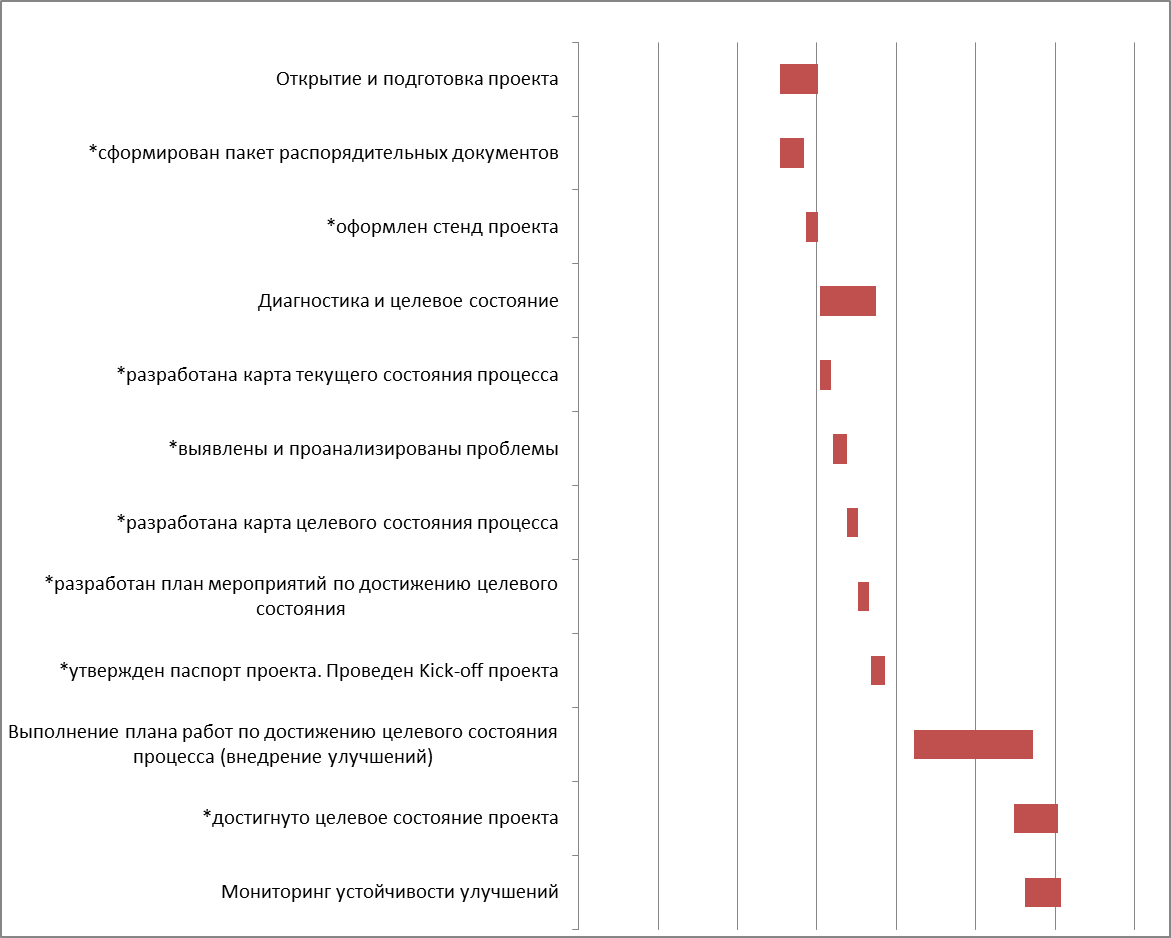 Открытие и подготовка проекта
*сформирован пакет распорядительных документов
*оформлен стенд проекта
Диагностика и целевое состояние
*разработана карта текущего состояния процесса
*выявлены и проанализированы проблемы
*разработана карта целевого состояния процесса
*разработан план мероприятий по достижению целевого
состояния
*утвержден паспорт проекта. Проведен Kick-off проекта
Выполнение плана работ по достижению целевого состояния
процесса (внедрение улучшений)
*достигнуто целевое состояние проекта
Мониторинг устойчивости улучшений